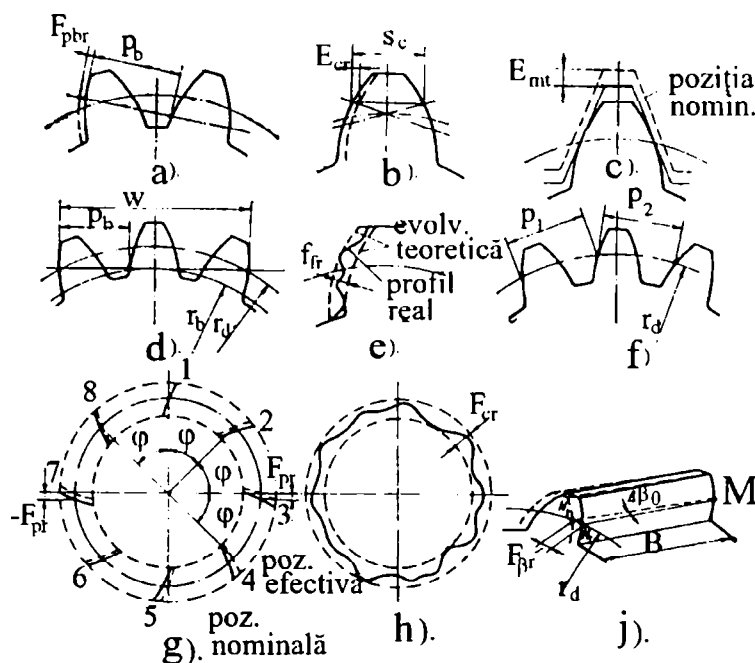 F_pbr
p_b
a).
E_cr
s_c
b).
E_mt
poziţia
nomin.
c).
w
p_b
r_b
r_d
d).
evolv.
teoretică
f_fr
profil
real
e).
p_1
p_2
r_d
f)
1
8
2
φ
φ
φ
φ
7
F_pr
-F_pr
3
6
4
5
poz.
efectivă
poz.
nominală
g).
F_cr
h).
β_0
M
B
F_βr
r_d
j).